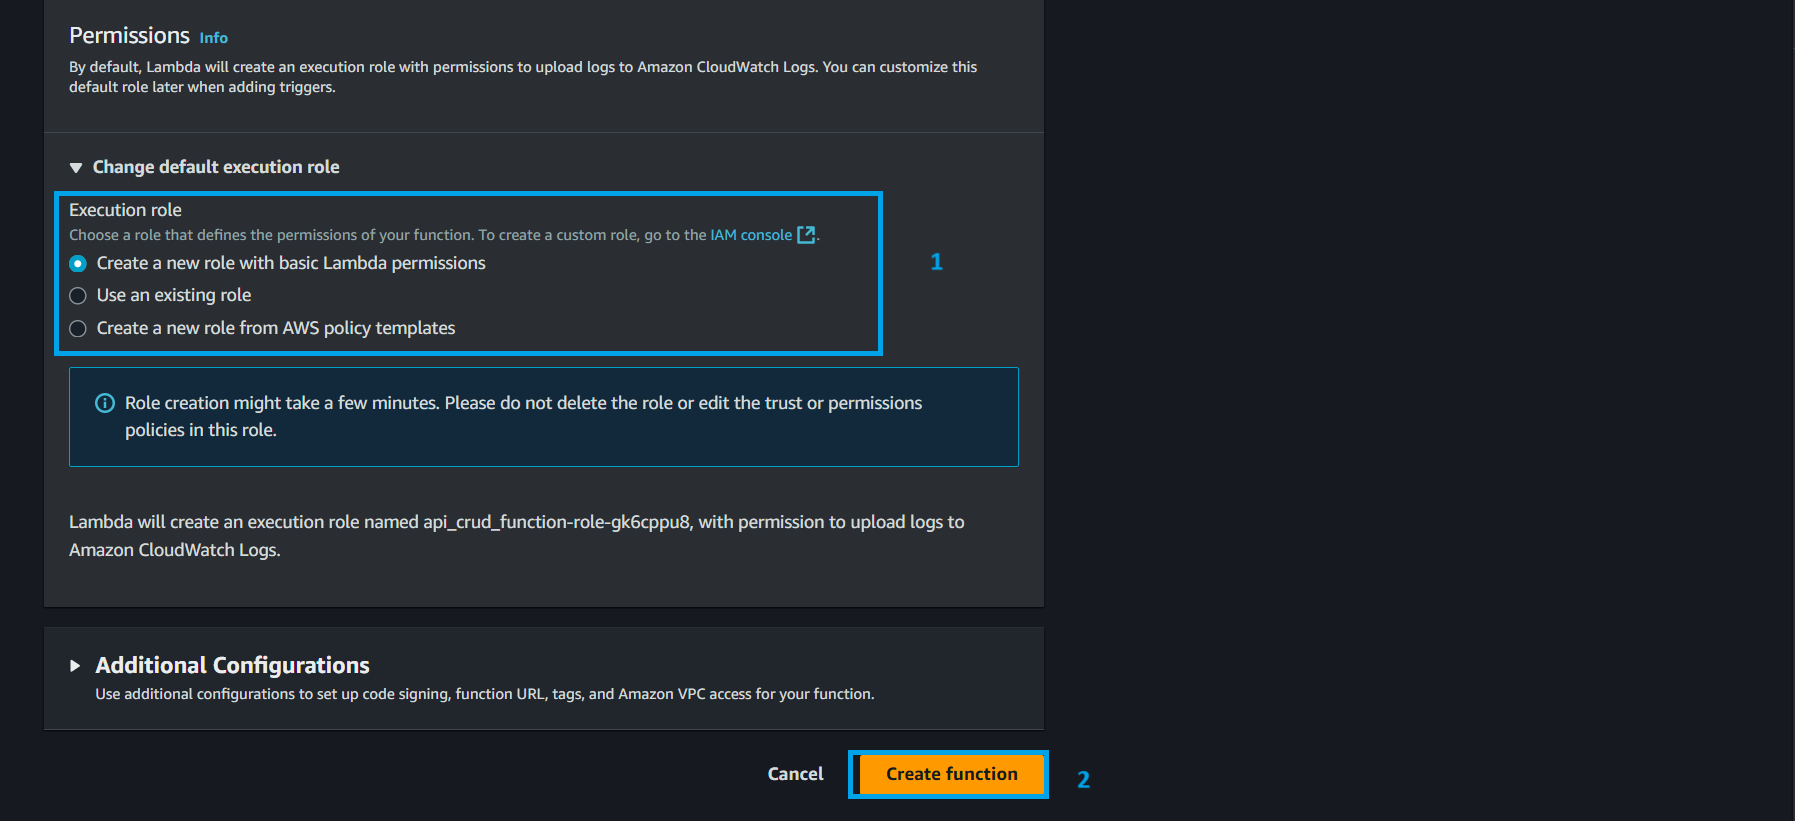 Permissions Info
By default, Lambda will create an execution role with permissions to upload logs to Amazon CloudWatch Logs. You can customize this
default role later when adding triggers.
Change default execution role
Execution role
Choose a role that defines the permissions of your function. To create a custom role, go to the IAM console.
Create a new role with basic Lambda permissions
1
Use an existing role
Create a new role from AWS policy templates
Role creation might take a few minutes. Please do not delete the role or edit the trust or permissions
policies in this role.
Lambda will create an execution role named api_crud_function-role-gk6cppu8, with permission to upload logs to
Amazon CloudWatch Logs.
Additional Configurations
Use additional configurations to set up code signing, function URL, tags, and Amazon VPC access for your function.
Cancel Create function 2